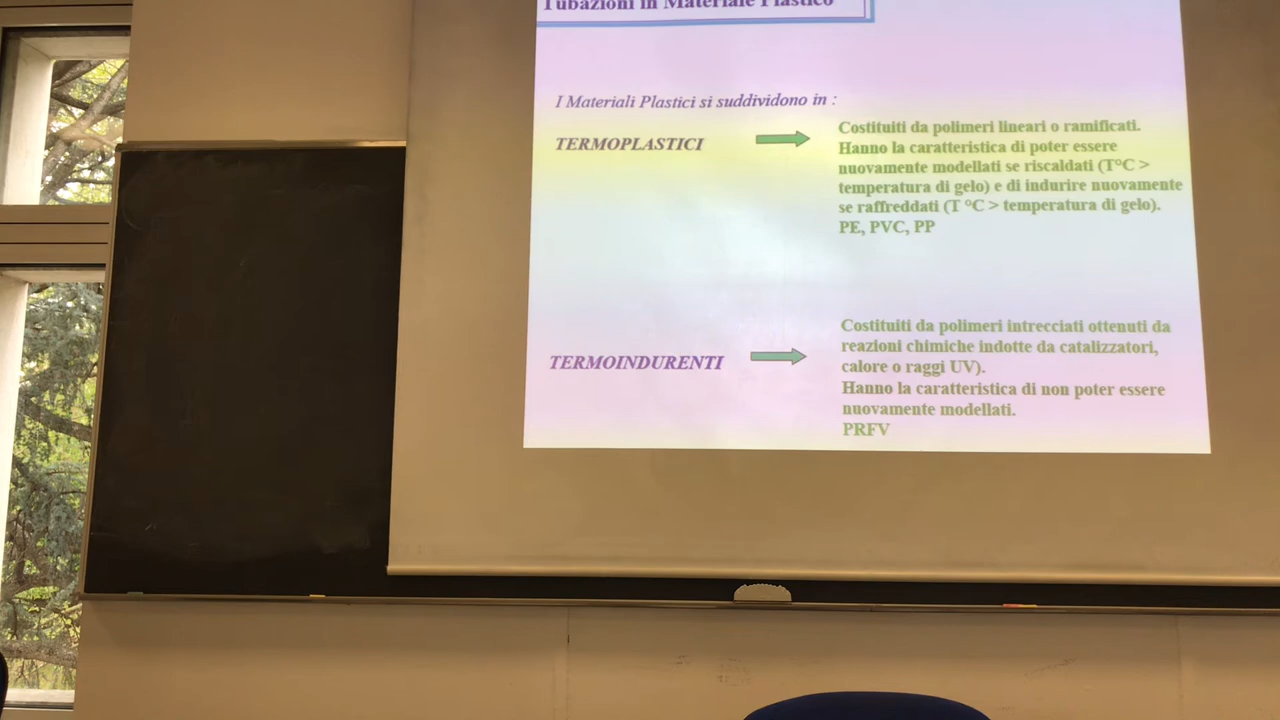 Tubazioni in Materiale Plastico
I Materiali Plastici si suddividono in :
TERMOPLASTICI
Costituiti da polimeri lineari o ramificati.
Hanno la caratteristica di poter essere
nuovamente modellati se riscaldati (T°C >
temperatura di gelo) e di indurire nuovamente
se raffreddati (T °C > temperatura di gelo).
PE, PVC, PP
TERMOINDURENTI
Costituiti da polimeri intrecciati ottenuti da
reazioni chimiche indotte da catalizzatori,
calore o raggi UV).
Hanno la caratteristica di non poter essere
nuovamente modellati.
PRFV